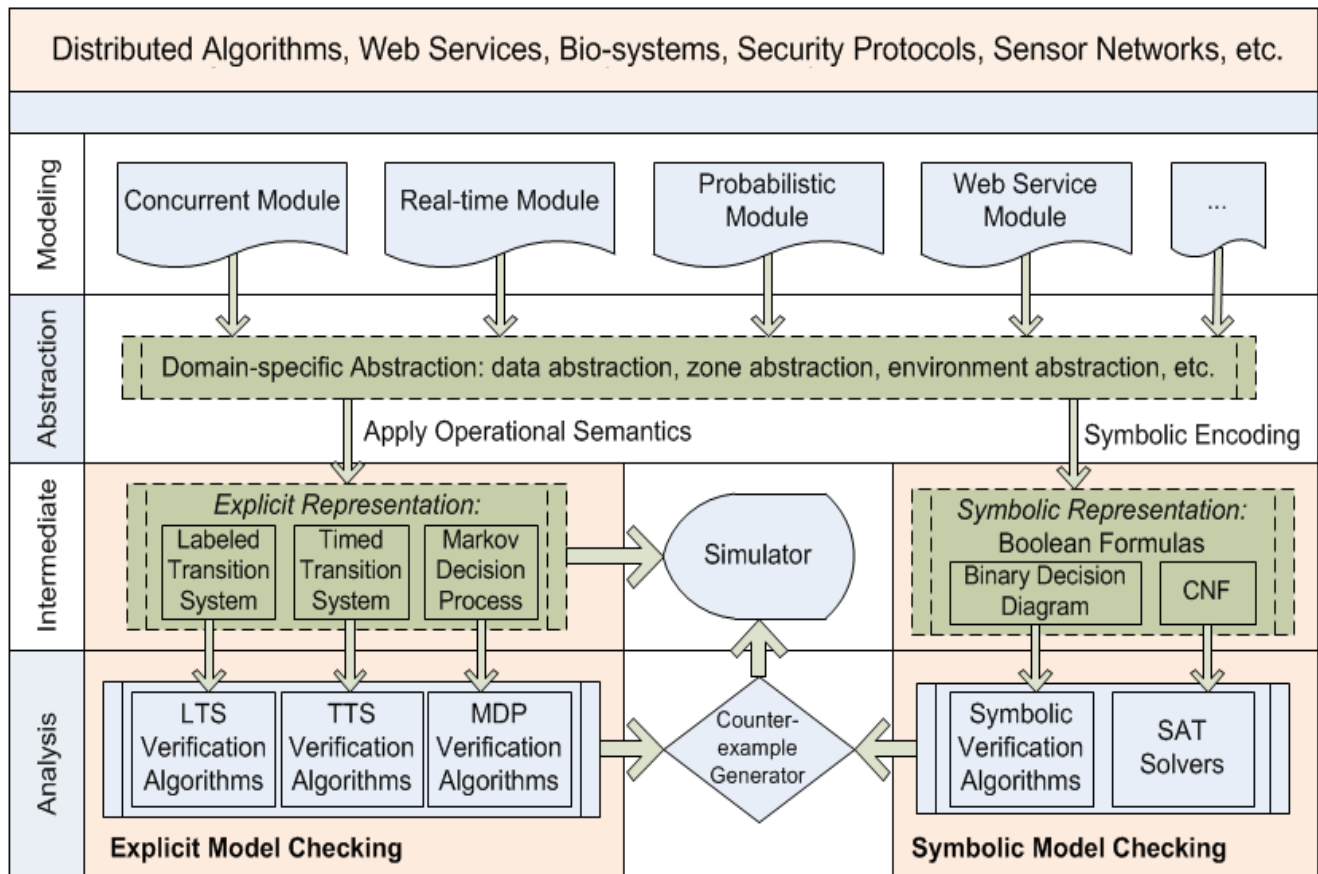 Distributed Algorithms, Web Services, Bio-systems, Security Protocols, Sensor Networks, etc.
Modeling
Concurrent Module
Real-time Module
Probabilistic
Module
Web Service
Module
...
Abstraction
Domain-specific Abstraction: data abstraction, zone abstraction, environment abstraction, etc.
Apply Operational Semantics
Symbolic Encoding
Intermediate
Explicit Representation:
Labeled
Transition
System
Timed
Transition
System
Markov
Decision
Process
Simulator
Symbolic Representation:
Boolean Formulas
Binary Decision
Diagram
CNF
Analysis
LTS
Verification
Algorithms
TTS
Verification
Algorithms
MDP
Verification
Algorithms
Counter-
example
Generator
Symbolic
Verification
Algorithms
SAT
Solvers
Explicit Model Checking
Symbolic Model Checking